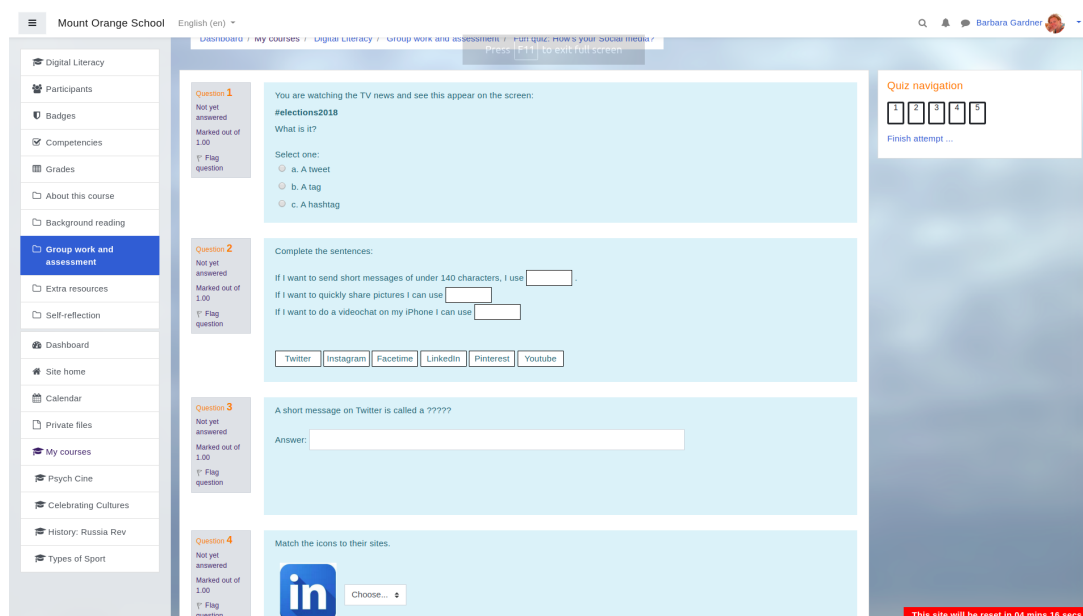 Mount Orange School English (en)
Barbara Gardner
Dashboard / My courses / Digital Literacy / Group work and assessment / Fun quiz: How's your Social media?
Press F11 to exit full screen
Digital Literacy
Participants
Badges
Competencies
Grades
About this course
Background reading
Group work and
assessment
Extra resources
Self-reflection
Dashboard
Site home
Calendar
Private files
My courses
Psych Cine
Celebrating Cultures
History: Russia Rev
Types of Sport
Question 1
Not yet
answered
Marked out of
1.00
Flag
question
You are watching the TV news and see this appear on the screen:
#elections2018
What is it?
Select one:
a. A tweet
b. A tag
c. A hashtag
Question 2
Not yet
answered
Marked out of
1.00
Flag
question
Complete the sentences:
If I want to send short messages of under 140 characters, I use .
If I want to quickly share pictures I can use
If I want to do a videochat on my iPhone I can use
Twitter Instagram Facetime LinkedIn Pinterest Youtube
Question 3
Not yet
answered
Marked out of
1.00
Flag
question
A short message on Twitter is called a ?????
Answer:
Question 4
Not yet
answered
Marked out of
1.00
Flag
question
Match the icons to their sites.
in
Choose...
Quiz navigation
1 2 3 4 5
Finish attempt ...
This site will be reset in 04 mins 16 secs